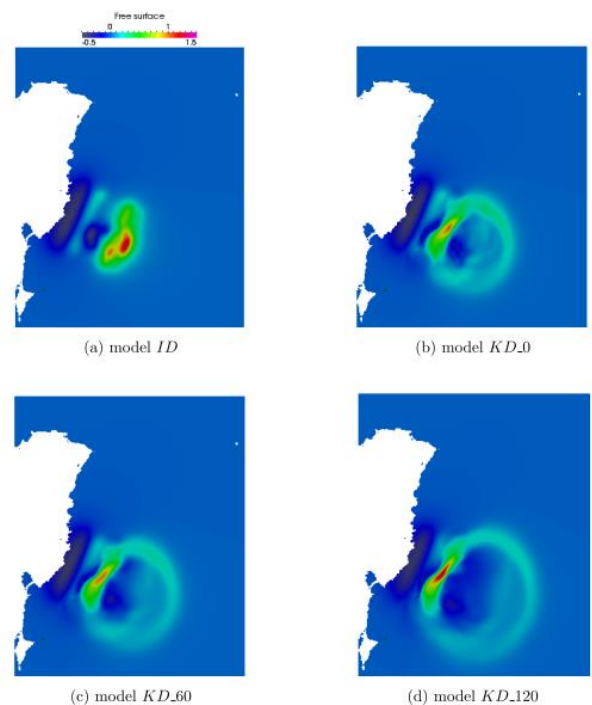 Free surface
-0.5 0 1 1.5
(a) model ID
(b) model KD_0
(c) model KD_60
(d) model KD_120